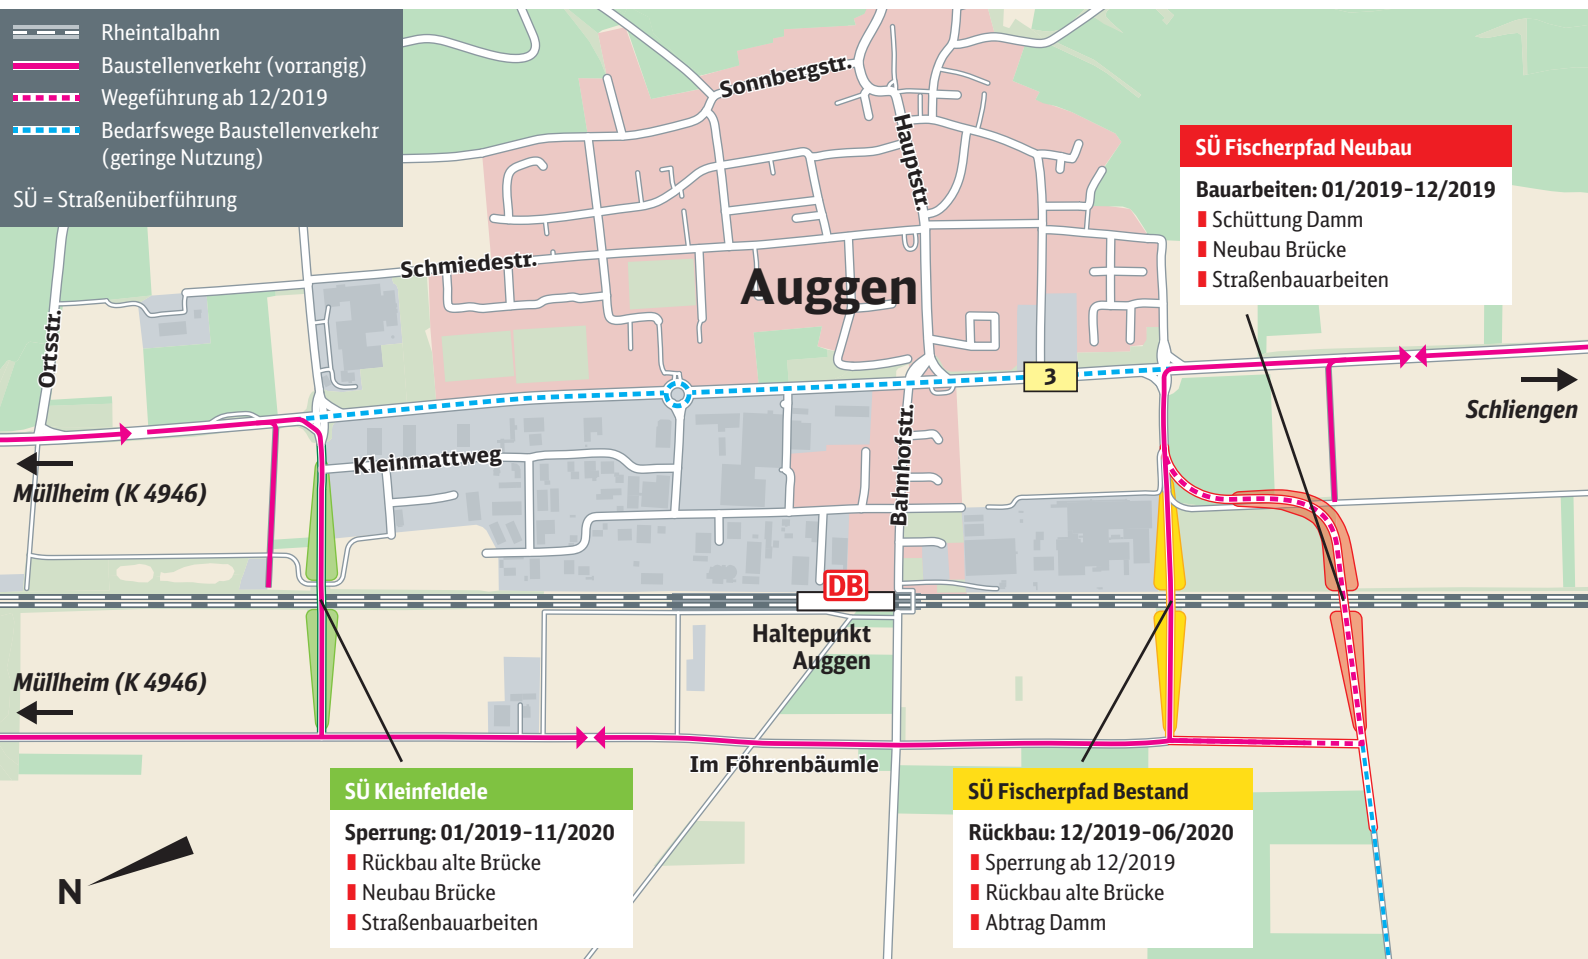 Rheintalbahn
Baustellenverkehr (vorrangig)
Wegeführung ab 12/2019
Bedarfswege Baustellenverkehr
(geringe Nutzung)
SÜ = Straßenüberführung
Sonnbergstr.
Hauptstr.
Schmiedestr.
Auggen
Ortsstr.
SÜ Fischerpfad Neubau
Bauarbeiten: 01/2019–12/2019
Schüttung Damm
Neubau Brücke
Straßenbauarbeiten
3
Schliengen
Müllheim (K 4946)
Kleinmattweg
Bahnhofstr.
DB
Haltepunkt
Auggen
Müllheim (K 4946)
Im Föhrenbäumle
SÜ Kleinfeldele
Sperrung: 01/2019–11/2020
Rückbau alte Brücke
Neubau Brücke
Straßenbauarbeiten
SÜ Fischerpfad Bestand
Rückbau: 12/2019–06/2020
Sperrung ab 12/2019
Rückbau alte Brücke
Abtrag Damm
N